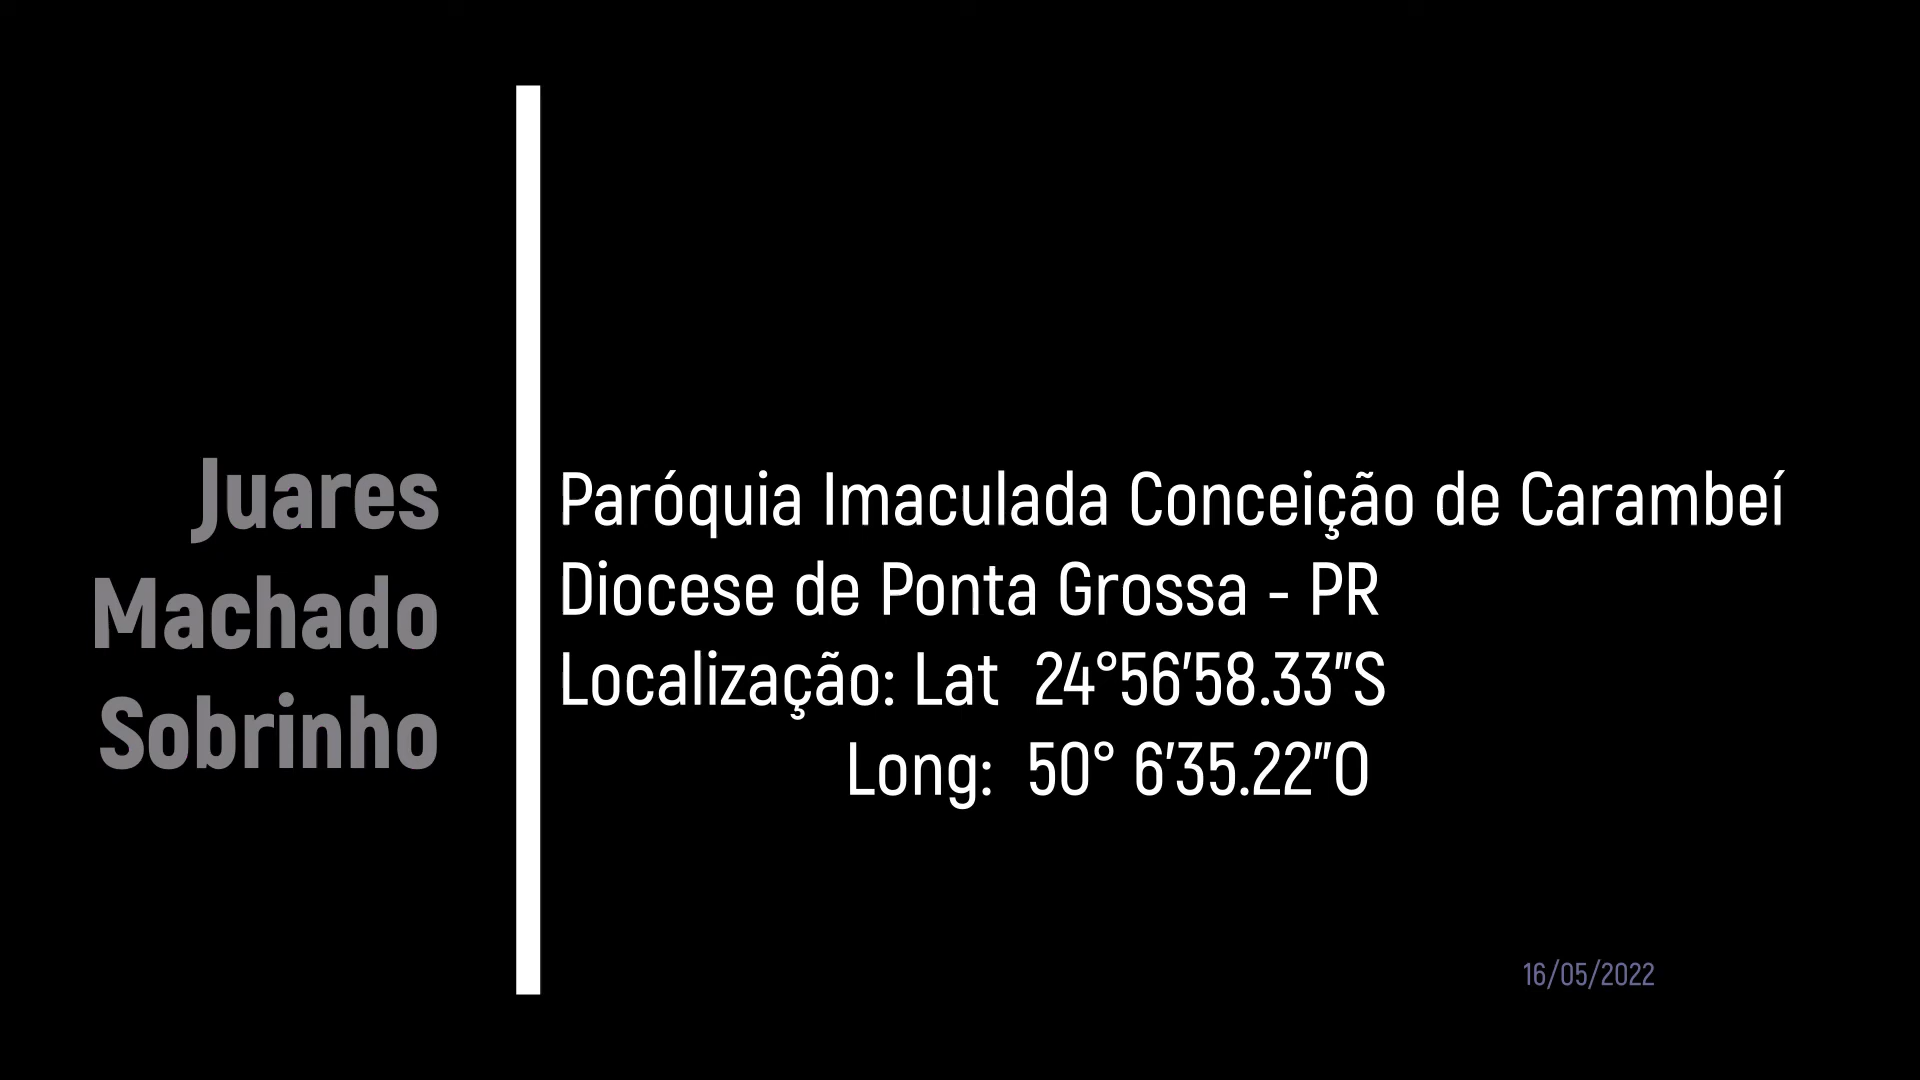 Juares
Machado
Sobrinho
Paróquia Imaculada Conceição de Carambeí
Diocese de Ponta Grossa - PR
Localização: Lat  24°56'58.33"S
Long:  50° 6'35.22"O
16/05/2022